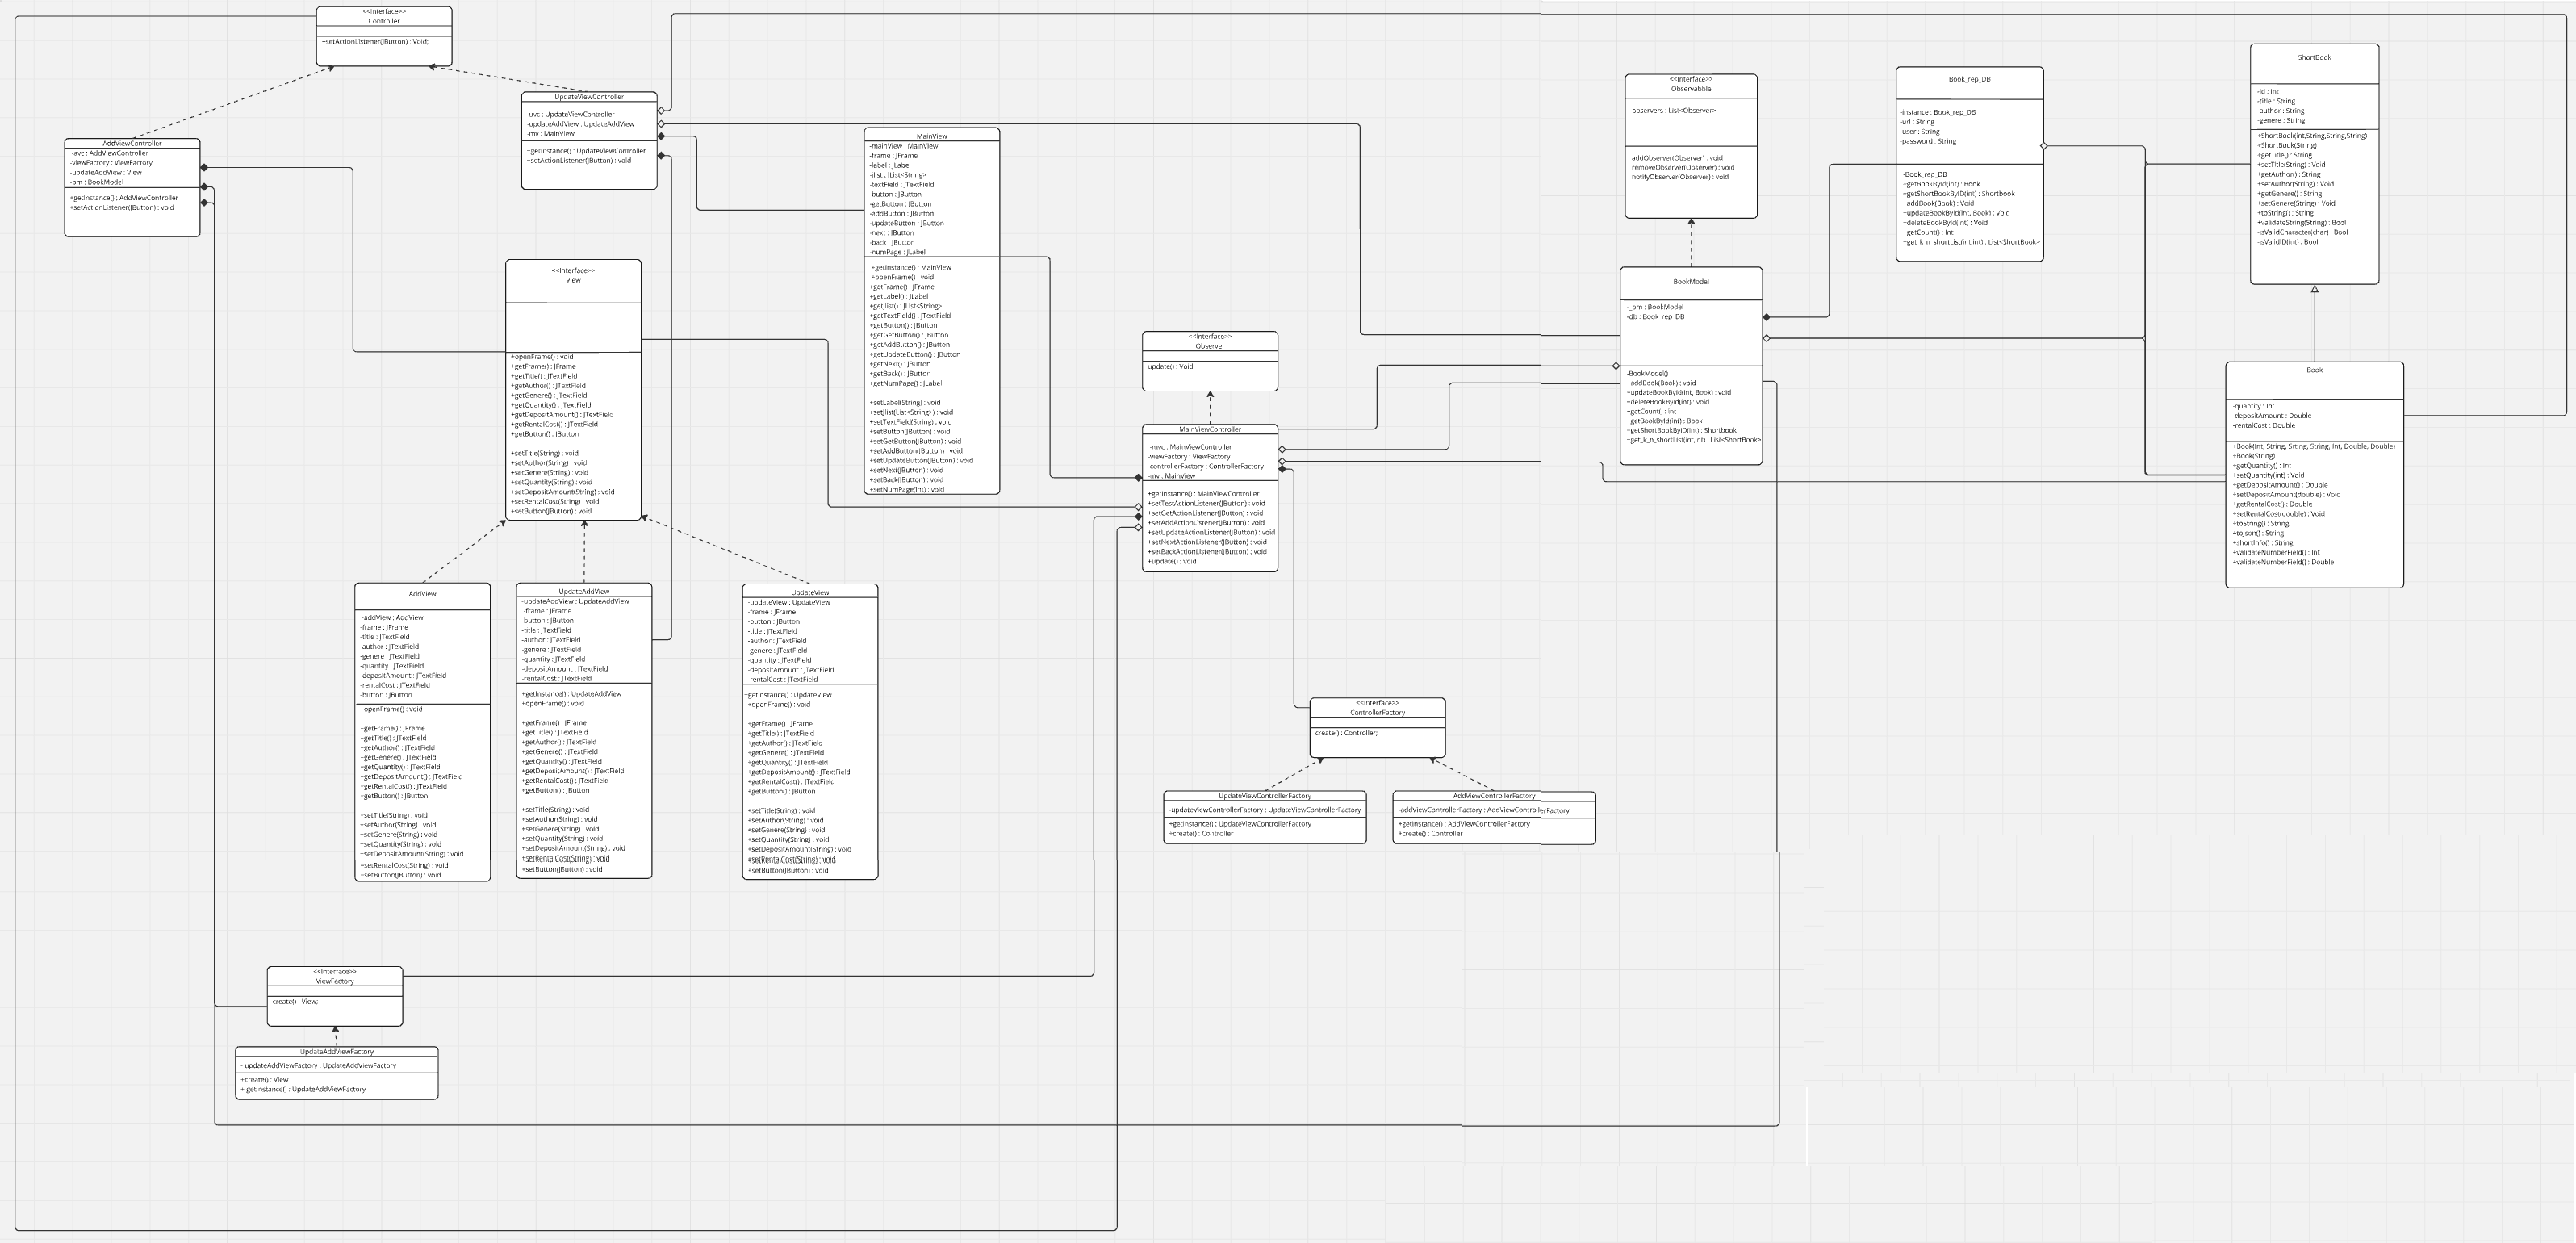 <<Interface>>
Controller
+setActionListener(JButton) : Void;
UpdateViewController
-uvc : UpdateViewController
-updateAddView : UpdateAddView
-mv : MainView
+getInstance() : UpdateViewController
+setActionListener(JButton) : void
AddViewController
-avc : AddViewController
-viewFactory : ViewFactory
-updateAddView : View
-bm : BookModel
+getInstance() ; AddViewController
+setActionListener(JButton) : void
MainView
-mainView : MainView
-frame : JFrame
-label : JLabel
-jlist : JList<String>
-textField : JTextField
-button : JButton
-getButton : JButton
-addButton : JButton
-updateButton : JButton
-next : JButton
-back : JButton
-numPage : JLabel
+getInstance() : MainView
+openFrame() : void
+getFrame() : JFrame
+getLabel() : JLabel
+getJlist() : JList<String>
+getTextField() : JTextField
+getButton() : JButton
+getGetButton() : JButton
+getAddButton() : JButton
+getUpdateButton() : JButton
+getNext() : JButton
+getBack() : JButton
+getNumPage() : JLabel
+setLabel(String) : void
+setJlist(List<String>) : void
+setTextField(String) : void
+setButton(JButton) : void
+setGetButton(JButton) : void
+setAddButton(JButton) : void
+setUpdateButton(JButton) : void
+setNext(JButton) : void
+setBack(JButton) : void
+setNumPage(Int) : void
<<Interface>>
View
+openFrame() : void
+getFrame() : JFrame
+getTitle() : JTextField
+getAuthor() : JTextField
+getGenere() : JTextField
+getQuantity() : JTextField
+getDepositAmount() : JTextField
+getRentalCost() : JTextField
+getButton() : JButton
+setTitle(String) : void
+setAuthor(String) : void
+setGenere(String) : void
+setQuantity(String) : void
+setDepositAmount(String) : void
+setRentalCost(String) : void
+setButton(JButton) : void
<<Interface>>
Observabble
observers : List<Observer>
addObserver(Observer) : void
removeObserver(Observer) ; void
notifyObserver(Observer) : void
Book_rep_DB
-instance : Book_rep_DB
-url : String
-user : String
-password : String
-Book_rep_DB
+getBookById(int) : Book
+getShortBookByID(int) : Shortbook
+addBook(Book) : Void
+updateBookById(int, Book) : Void
+deleteBookById(int) : Void
+getCount() : Int
+get_k_n_shortList(int,int) : List<ShortBook>
ShortBook
-id : int
-title : String
-author : String
-genere : String
+ShortBook(int,String,String,String)
+ShortBook(String)
+getTitle() : String
+setTitle(String) : Void
+getAuthor() : String
+setAuthor(String) : Void
+getGenere() : String
+setGenere(String) : Void
+toString() : String
+validateString(String) : Bool
-isValidCharacter(char) : Bool
-isValidID(int) : Bool
BookModel
-_bm : BookModel
-db : Book_rep_DB
-BookModel()
+addBook(Book) : void
+updateBookById(int, Book) : void
+deleteBookById(int) : void
+getCount() : int
+getBookById(int) : Book
+getShortBookByID(int) : Shortbook
+get_k_n_shortList(int,int) : List<ShortBook>
<<Interface>>
Observer
update() : Void;
MainViewController
-mvc : MainViewController
-viewFactory : ViewFactory
-controllerFactory : ControllerFactory
-mv : MainView
+getInstance() : MainViewController
+setTestActionListener(JButton) : void
+setGetActionListener(JButton) : void
+setAddActionListener(JButton) : void
+setUpdateActionListener(JButton) : void
+setNextActionListener(JButton) : void
+setBackActionListener(JButton) : void
+update() : void
Book
-quantity : Int
-depositAmount : Double
-rentalCost : Double
+Book(Int, String, Srting, String, Int, Double, Double)
+Book(String)
+getQuantity() : int
+setQuantity(int) : Void
+getDepositAmount() : Double
+setDepositAmount(double) : Void
+getRentalCost() : Double
+setRentalCost(double) : Void
+toString() : String
+toJson() : String
+shortInfo() : String
+validateNumberField() : Int
+validateNumberField() : Double
AddView
-addView ; AddView
-frame : JFrame
-title : JTextField
-author : JTextField
-genere : JTextField
-quantity : JTextField
-depositAmount : JTextField
-rentalCost : JTextField
-button : JButton
+openFrame() : void
+getFrame() : JFrame
+getTitle() : JTextField
+getAuthor() : JTextField
+getGenere() : JTextField
+getQuantity() : JTextField
+getDepositAmount() : JTextField
+getRentalCost() : JTextField
+getButton() : JButton
+setTitle(String) : void
+setAuthor(String) : void
+setGenere(String) : void
+setQuantity(String) : void
+setDepositAmount(String) : void
+setRentalCost(String) : void
+setButton(JButton) : void
UpdateAddView
-updateAddView : UpdateAddView
-frame : JFrame
-button : JButton
-title : JTextField
-author : JTextField
-genere : JTextField
-quantity : JTextField
-depositAmount : JTextField
-rentalCost : JTextField
+getInstance() : UpdateAddView
+openFrame() : void
+getFrame() : JFrame
+getTitle() : JTextField
+getAuthor() : JTextField
+getGenere() : JTextField
+getQuantity() : JTextField
+getDepositAmount() : JTextField
+getRentalCost() : JTextField
+getButton() : JButton
+setTitle(String) : void
+setAuthor(String) : void
+setGenere(String) : void
+setQuantity(String) : void
+setDepositAmount(String) : void
+setRentalCost(String) : void
+setButton(JButton) : void
UpdateView
-updateView ; UpdateView
-frame : JFrame
-button : JButton
-title : JTextField
-author : JTextField
-genere : JTextField
-quantity : JTextField
-depositAmount : JTextField
-rentalCost : JTextField
+getInstance() : UpdateView
+openFrame() : void
+getFrame() : JFrame
+getTitle() : JTextField
+getAuthor() : JTextField
+getGenere() : JTextField
+getQuantity() : JTextField
+getDepositAmount() : JTextField
+getRentalCost() : JTextField
+getButton() : JButton
+setTitle(String) : void
+setAuthor(String) : void
+setGenere(String) : void
+setQuantity(String) : void
+setDepositAmount(String) : void
+setRentalCost(String) : void
+setButton(JButton) : void
<<Interface>>
ControllerFactory
create() : Controller;
UpdateViewControllerFactory
-updateViewControllerFactory : UpdateViewControllerFactory
+getInstance() : UpdateViewControllerFactory
+create() : Controller
AddViewControllerFactory
-addViewControllerFactory : AddViewControllerFactory
+getInstance() : AddViewControllerFactory
+create() : Controller
<<Interface>>
ViewFactory
create() : View;
UpdateAddViewFactory
- updateAddViewFactory : UpdateAddViewFactory
+create() : View
+ getInstance() : UpdateAddViewFactory